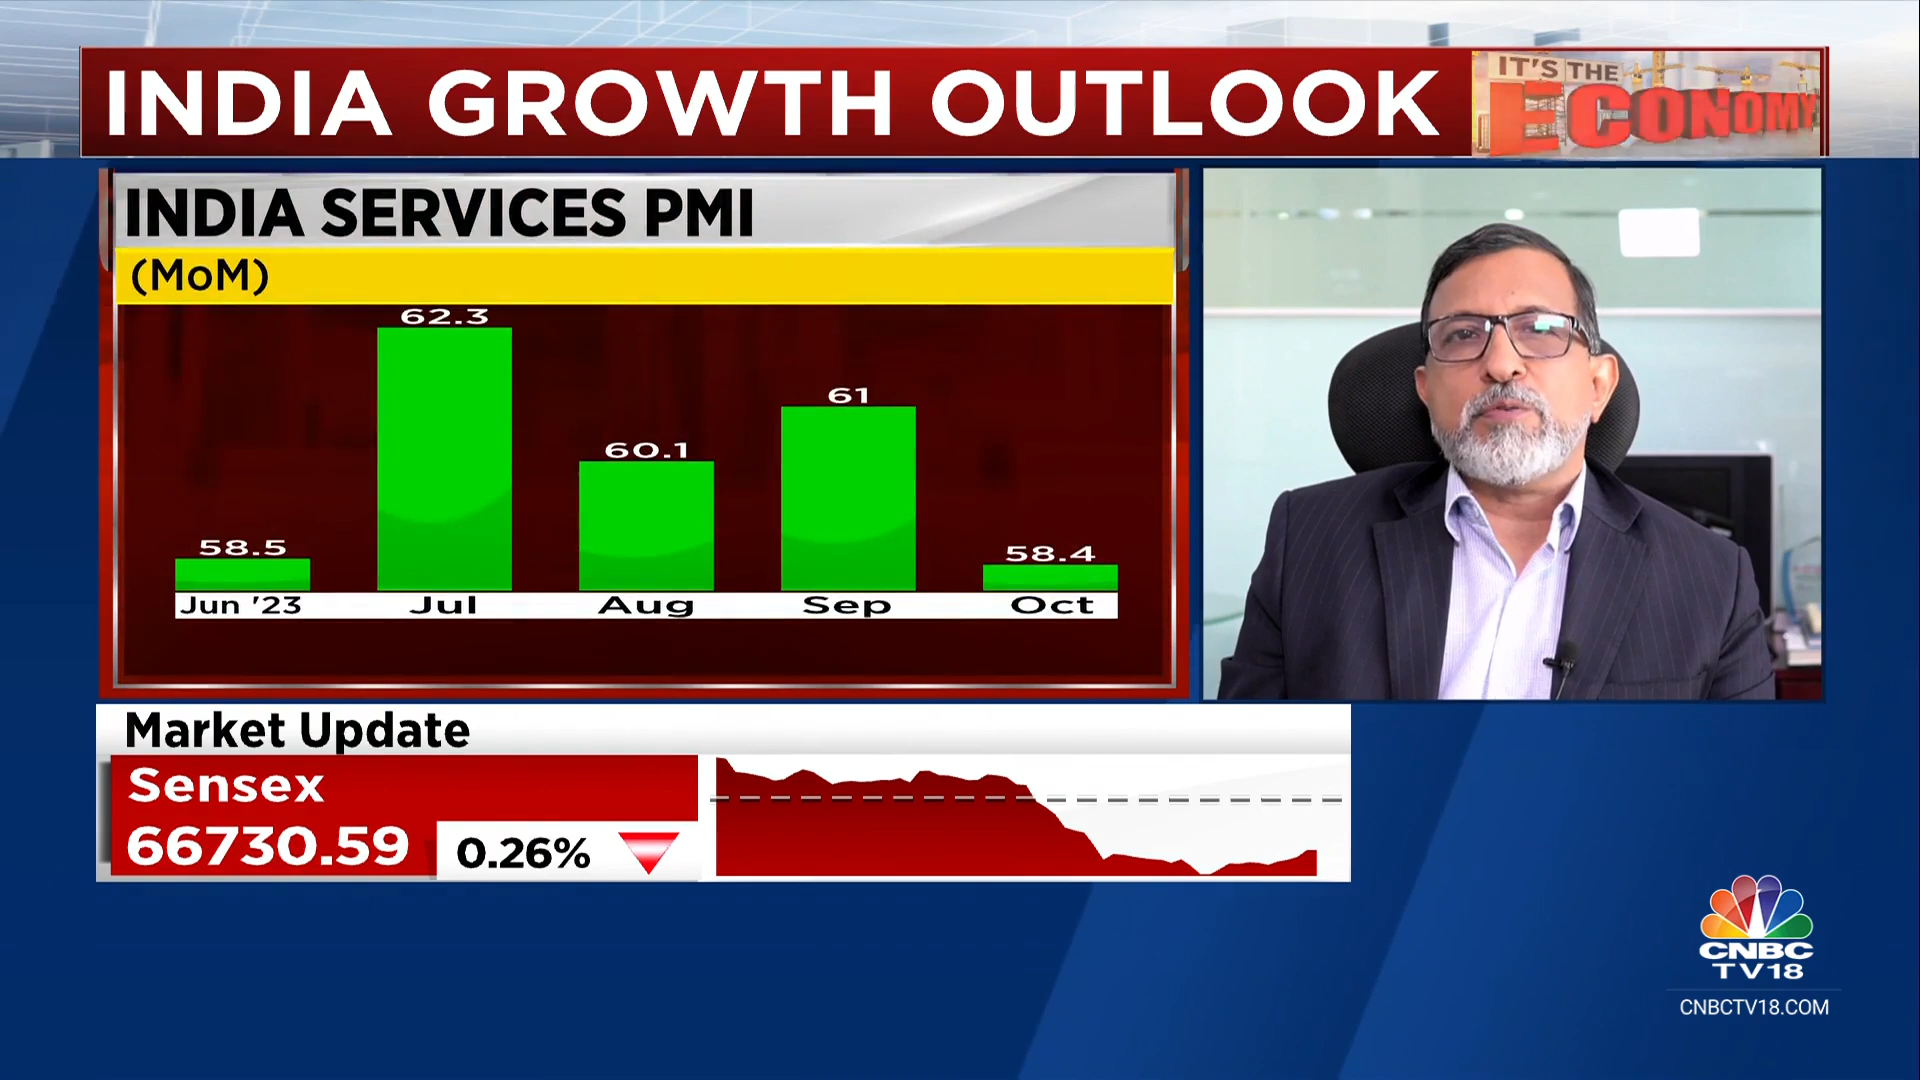 INDIA GROWTH OUTLOOK
IT'S THE
ECONOMY
INDIA SERVICES PMI
(MoM)
58.5
62.3
60.1
61
58.4
Jun '23
Jul
Aug
Sep
Oct
Market Update
Sensex
66730.59
0.26%
CNBC
TV18
CNBCTV18.COM